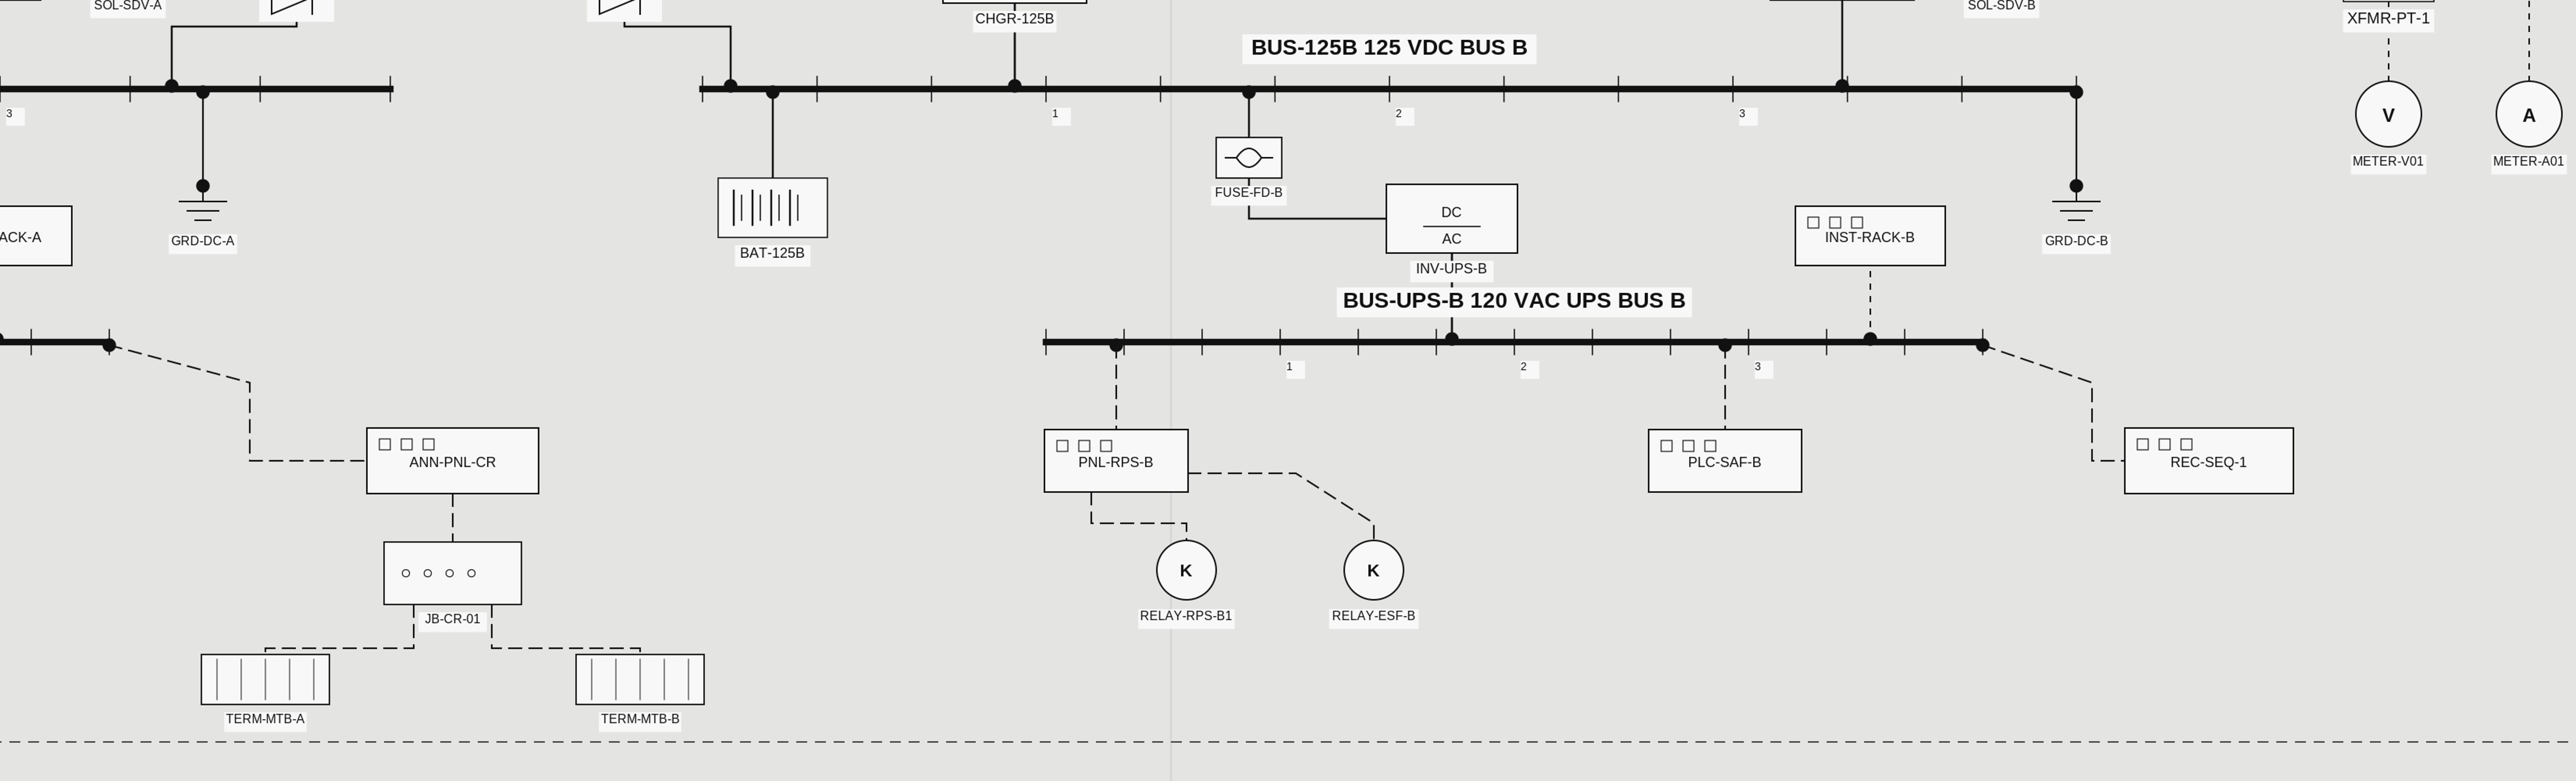 SOL-SDV-A
CHGR-125B
SOL-SDV-B
XFMR-PT-1
BUS-125B 125 VDC BUS B
3
1
2
3
V
A
METER-V01
METER-A01
FUSE-FD-B
DC
AC
ACK-A
GRD-DC-A
BAT-125B
INV-UPS-B
INST-RACK-B
GRD-DC-B
BUS-UPS-B 120 VAC UPS BUS B
1
2
3
ANN-PNL-CR
PNL-RPS-B
PLC-SAF-B
REC-SEQ-1
K
K
JB-CR-01
RELAY-RPS-B1
RELAY-ESF-B
TERM-MTB-A
TERM-MTB-B